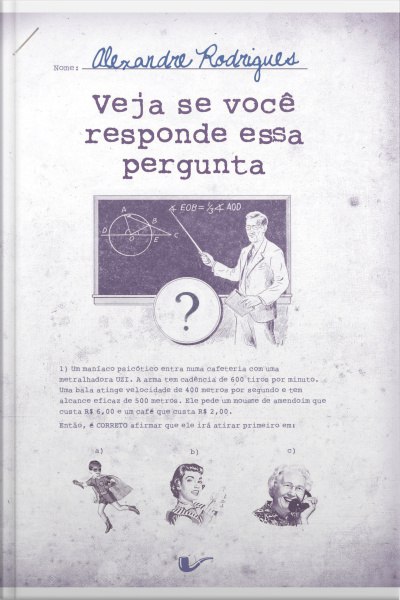 Nome: Alexandre Rodrigues
Veja se você
responde essa
pergunta
∢ EOB = ⅓ ∢ AOD
A
B
D
O
E
C
?
1) Um maníaco psicótico entra numa cafeteria com uma
metralhadora UZI. A arma tem cadência de 600 tiros por minuto.
Uma bala atinge velocidade de 400 metros por segundo e tem
alcance eficaz de 500 metros. Ele pede um mousse de amendoim que
custa R$ 6,00 e um café que custa R$ 2,00.
Então, é CORRETO afirmar que ele irá atirar primeiro em:
a) b) c)